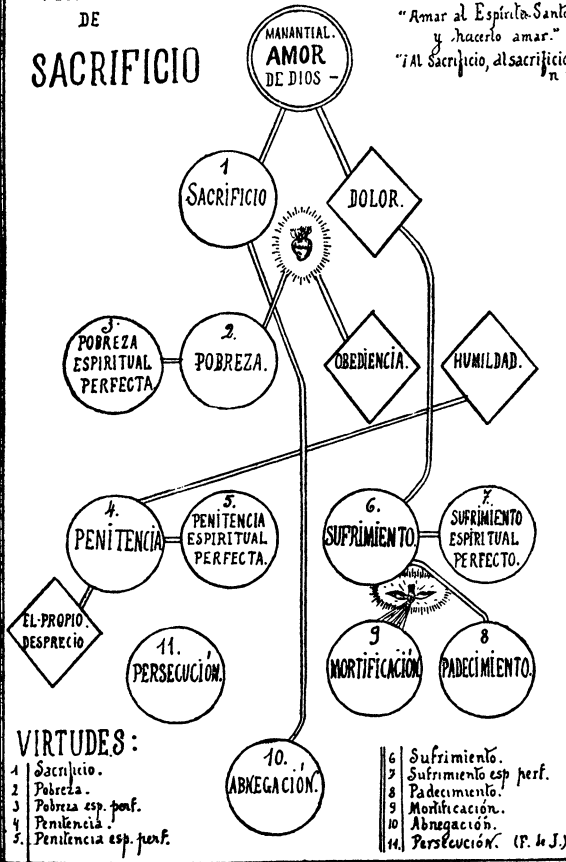 DE
SACRIFICIO
"Amar al Espíritu-Santo
y hacerlo amar."
"¡Al Sacrificio, al sacrificio
MANANTIAL.
AMOR
DE DIOS -
1
SACRIFICIO
DOLOR.
3.
POBREZA
ESPIRITUAL
PERFECTA
2.
POBREZA.
OBEDIENCIA.
HUMILDAD.
4.
PENITENCIA
5.
PENITENCIA
ESPIRITUAL
PERFECTA.
6.
SUFRIMIENTO.
7.
SUFRIMIENTO
ESPIRITUAL
PERFECTO.
EL-PROPIO.
DESPRECIO
11.
PERSECUCIÓN.
9
MORTIFICACIÓN
8
PADECIMIENTO.
10.
ABNEGACIÓN.
VIRTUDES:
1 Sacrificio.
2 Pobreza.
3 Pobreza esp. perf.
4 Penitencia.
5. Penitencia esp. perf.
6 Sufrimiento.
7 Sufrimiento esp perf.
8 Padecimiento.
9 Mortificación.
10 Abnegación.
11. Persecución. (F. de J.)